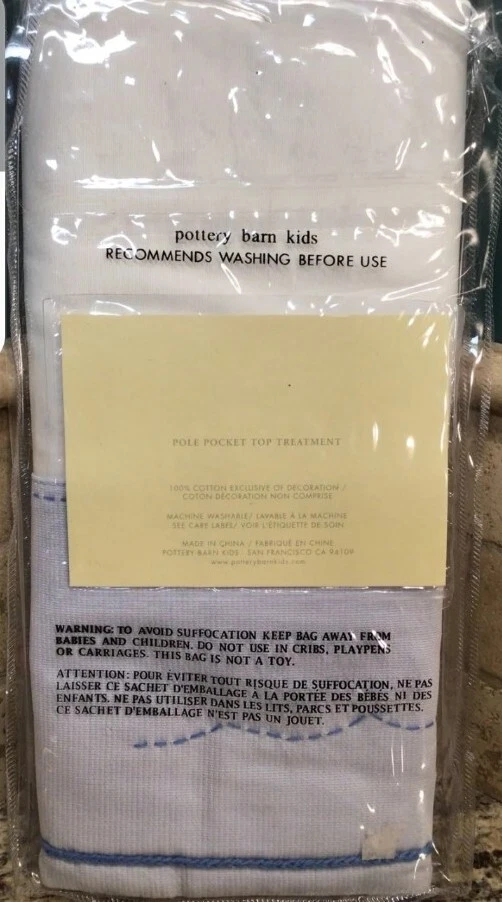 pottery barn kids
RECOMMENDS WASHING BEFORE USE
POLE POCKET TOP TREATMENT
100% COTTON EXCLUSIVE OF DECORATION /
COTON DÉCORATION NON COMPRISE
MACHINE WASHABLE/ LAVABLE À LA MACHINE
SEE CARE LABEL/ VOIR L'ÉTIQUETTE DE SOIN
MADE IN CHINA / FABRIQUÉ EN CHINE
POTTERY BARN KIDS · SAN FRANCISCO CA 94109
www.potterybarnkids.com
WARNING: TO AVOID SUFFOCATION KEEP BAG AWAY FROM
BABIES AND CHILDREN. DO NOT USE IN CRIBS, PLAYPENS
OR CARRIAGES. THIS BAG IS NOT A TOY.
ATTENTION: POUR ÉVITER TOUT RISQUE DE SUFFOCATION, NE PAS
LAISSER CE SACHET D'EMBALLAGE A LA PORTÉE DES BÉBÉS NI DES
ENFANTS. NE PAS UTILISER DANS LES LITS, PARCS ET POUSSETTES.
CE SACHET D'EMBALLAGE N'EST PAS UN JOUET.